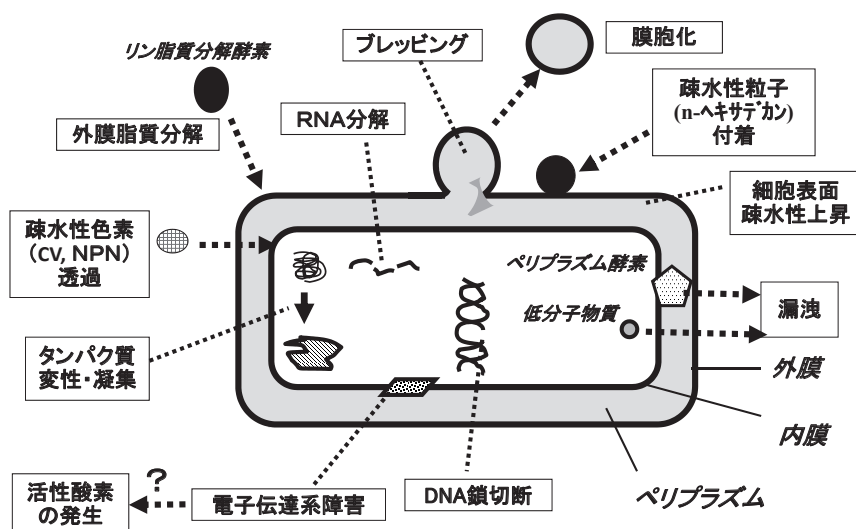 ブレッビング
膜胞化
リン脂質分解酵素
疎水性粒子
(n-ヘキサデカン)
付着
外膜脂質分解
RNA分解
細胞表面
疎水性上昇
疎水性色素
(CV, NPN)
透過
ペリプラズム酵素
低分子物質
漏洩
タンパク質
変性・凝集
外膜
内膜
?
活性酸素
の発生
電子伝達系障害
DNA鎖切断
ペリプラズム